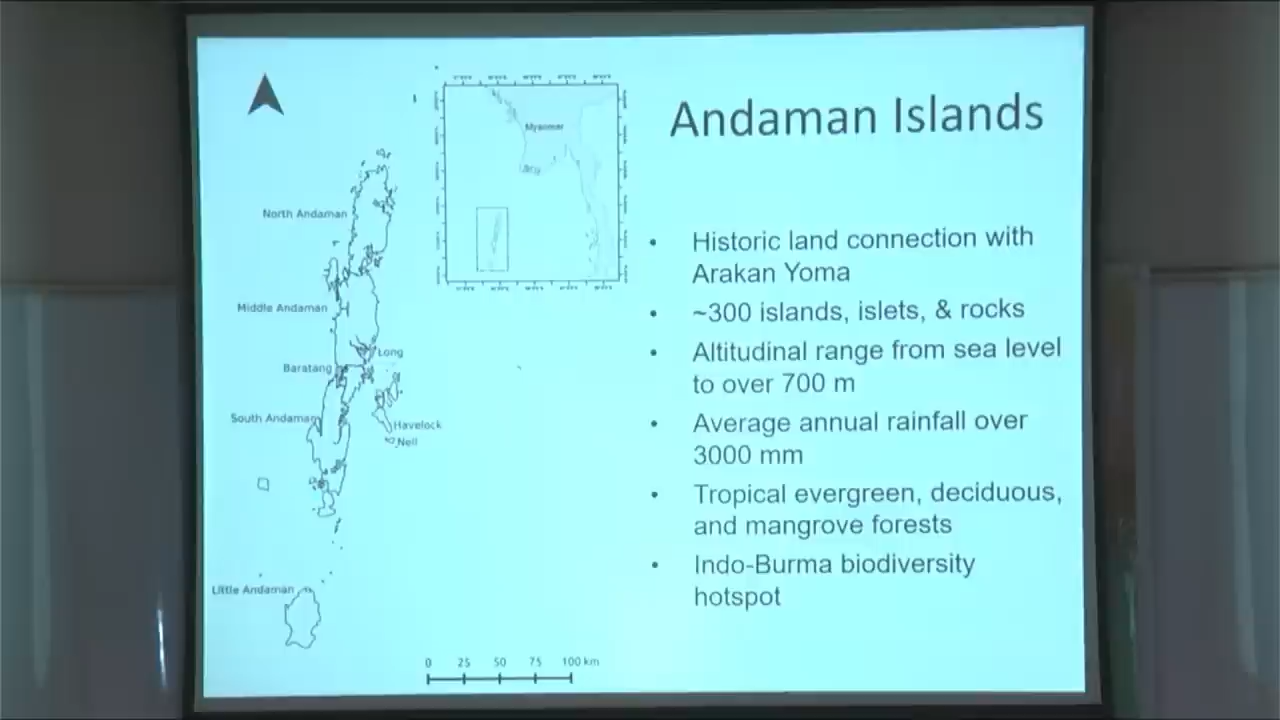 Andaman Islands
Myanmar
North Andaman
Middle Andaman
Long
Baratang
South Andaman
Havelock
Neil
Little Andaman
0 25 50 75 100 km
• Historic land connection with
Arakan Yoma
• ~300 islands, islets, & rocks
• Altitudinal range from sea level
to over 700 m
• Average annual rainfall over
3000 mm
• Tropical evergreen, deciduous,
and mangrove forests
• Indo-Burma biodiversity
hotspot